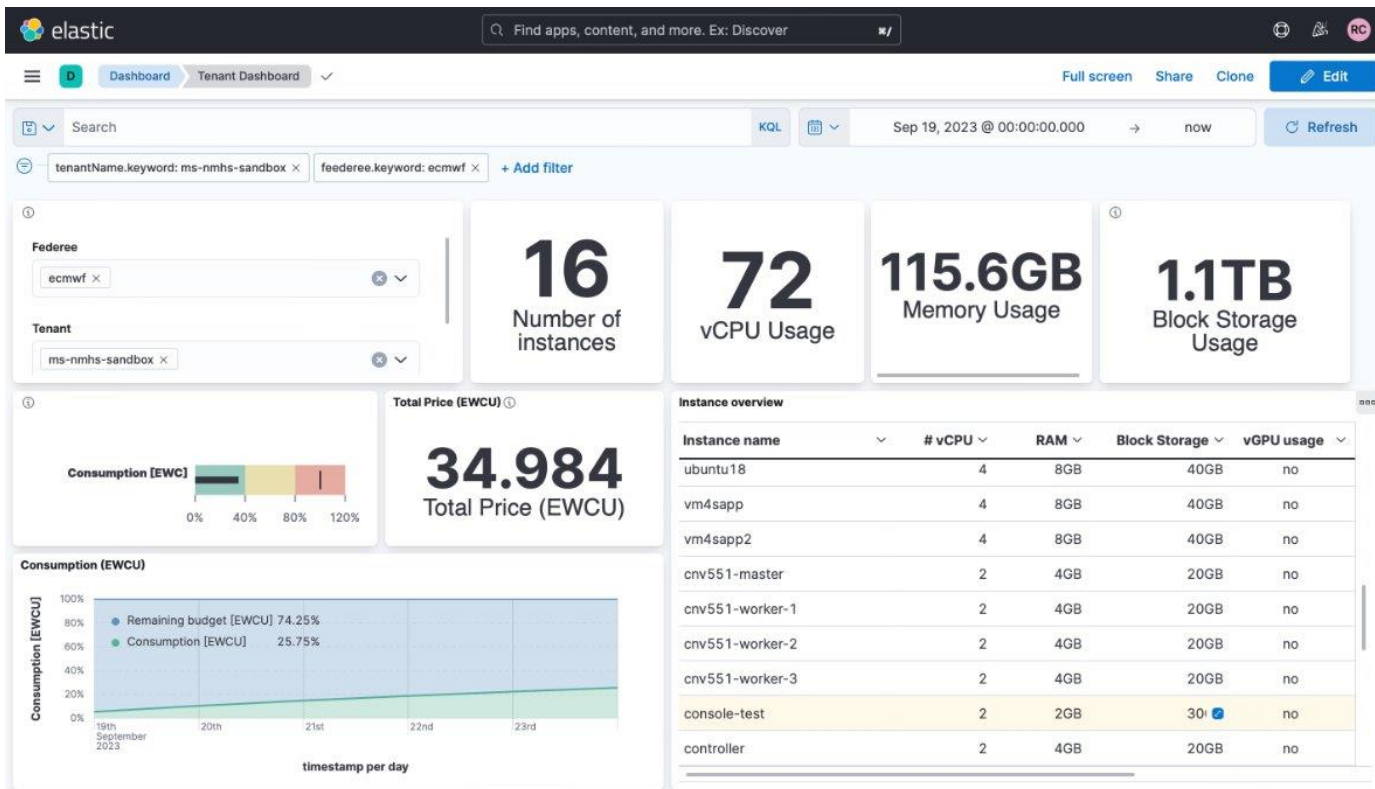 elastic
Find apps, content, and more. Ex: Discover
⌘/
RC
D
Dashboard
Tenant Dashboard
Full screen
Share
Clone
Edit
Search
KQL
Sep 19, 2023 @ 00:00:00.000
→
now
Refresh
tenantName.keyword: ms-nmhs-sandbox ×
feederee.keyword: ecmwf ×
+ Add filter
Federee
ecmwf ×
Tenant
ms-nmhs-sandbox ×
16
Number of
instances
72
vCPU Usage
115.6GB
Memory Usage
1.1TB
Block Storage
Usage
Consumption [EWC]
0% 40% 80% 120%
Total Price (EWCU)
34.984
Total Price (EWCU)
Instance overview
Instance name # vCPU RAM Block Storage vGPU usage
ubuntu18 4 8GB 40GB no
vm4sapp 4 8GB 40GB no
vm4sapp2 4 8GB 40GB no
cnv551-master 2 4GB 20GB no
cnv551-worker-1 2 4GB 20GB no
cnv551-worker-2 2 4GB 20GB no
cnv551-worker-3 2 4GB 20GB no
console-test 2 2GB 30 no
controller 2 4GB 20GB no
Consumption (EWCU)
Consumption [EWCU]
100%
80%
60%
40%
20%
0%
Remaining budget [EWCU] 74.25%
Consumption [EWCU] 25.75%
19th 20th 21st 22nd 23rd
September
2023
timestamp per day